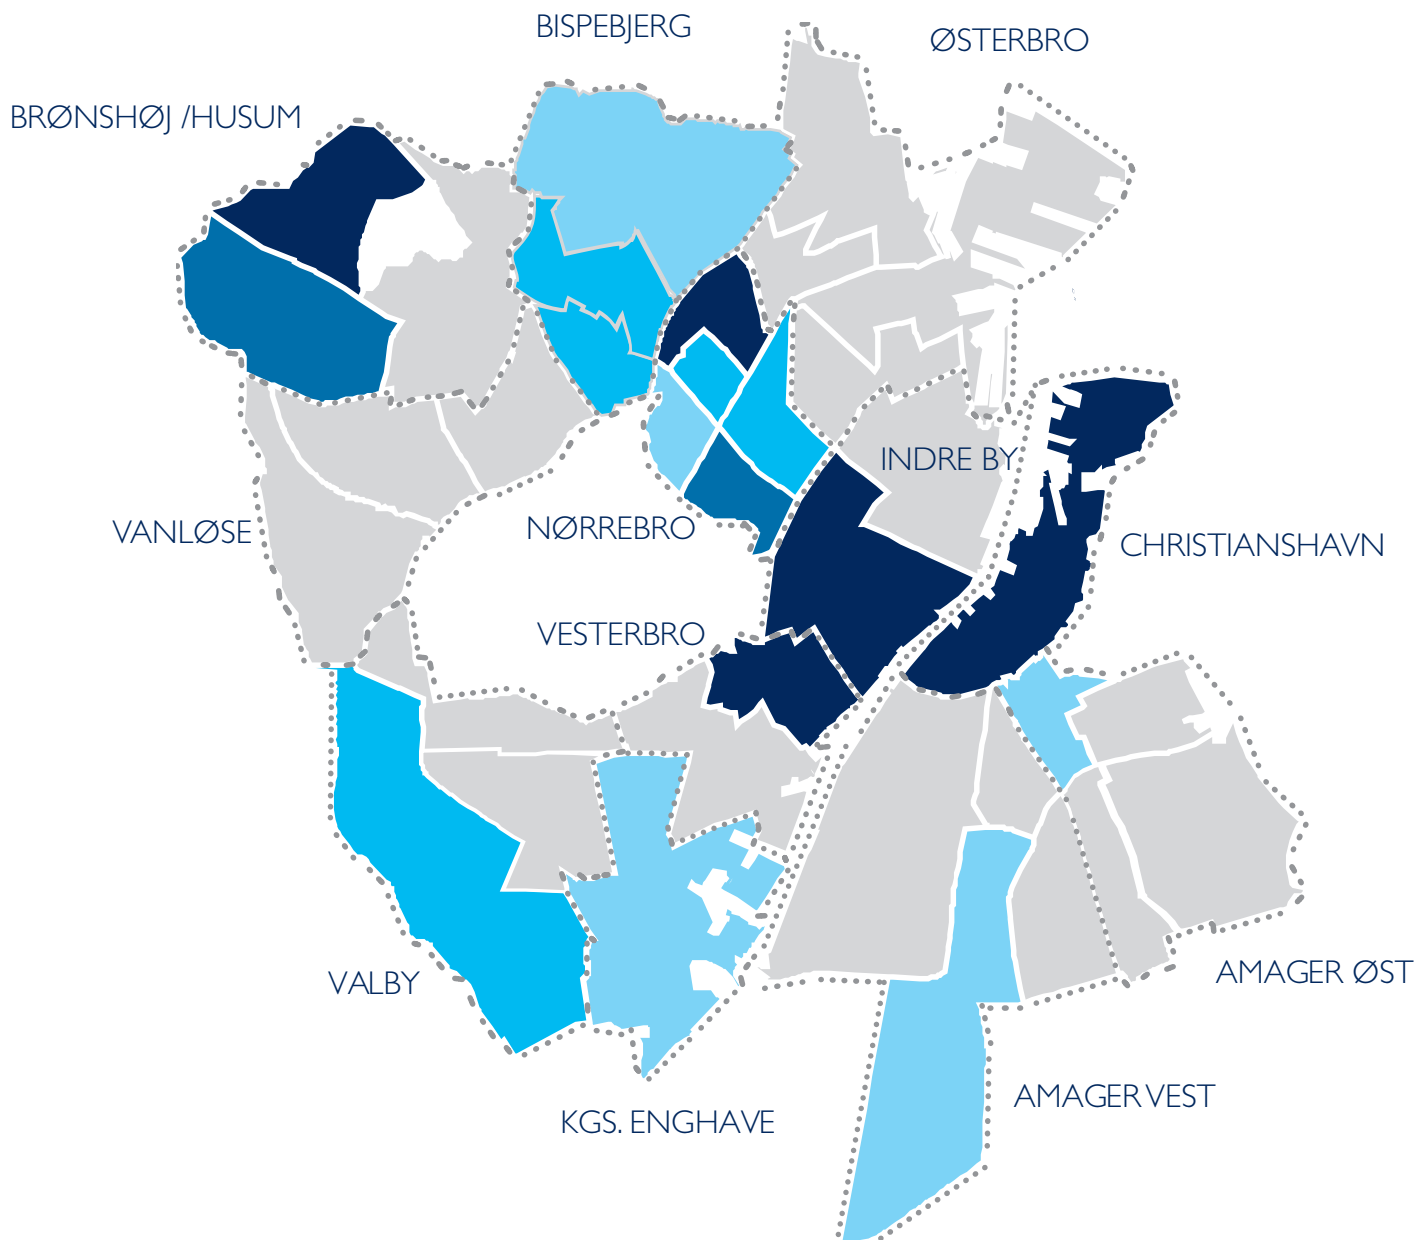 BISPEBJERG
ØSTERBRO
BRØNSHØJ /HUSUM
INDRE BY
NØRREBRO
VANLØSE
CHRISTIANSHAVN
VESTERBRO
VALBY
AMAGER ØST
AMAGER VEST
KGS. ENGHAVE